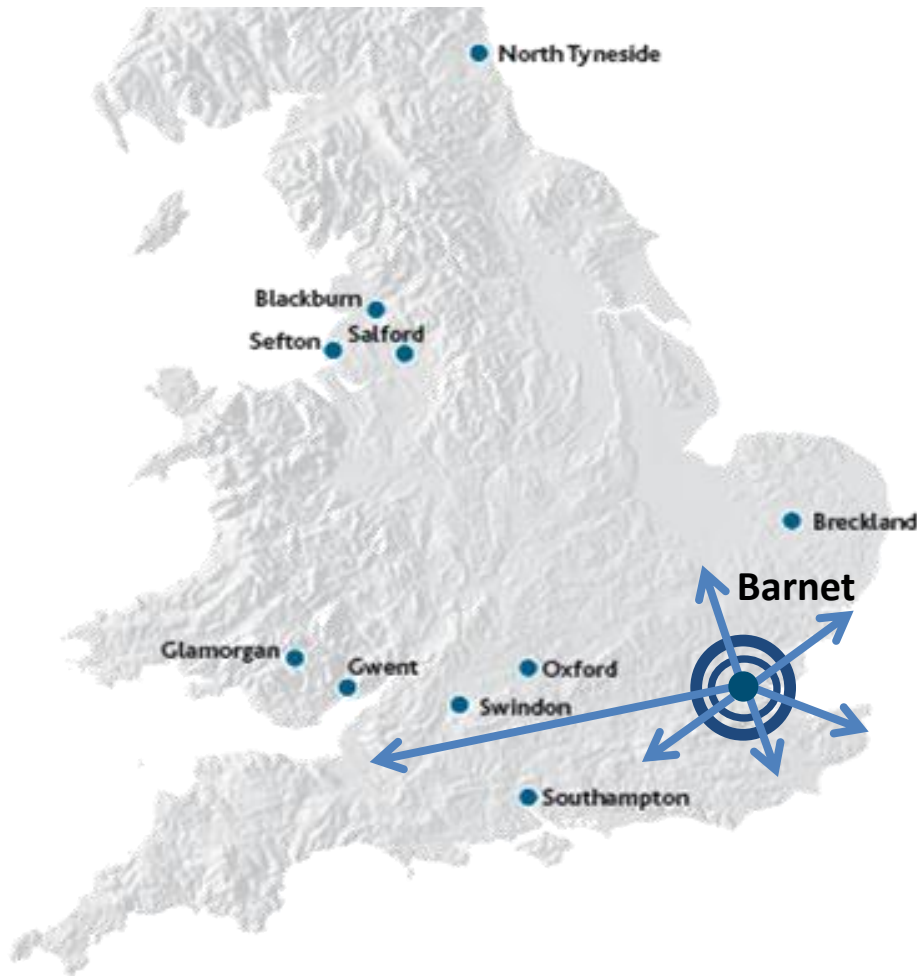 North Tyneside
Blackburn
Sefton
Salford
Breckland
Barnet
Glamorgan
Gwent
Oxford
Swindon
Southampton